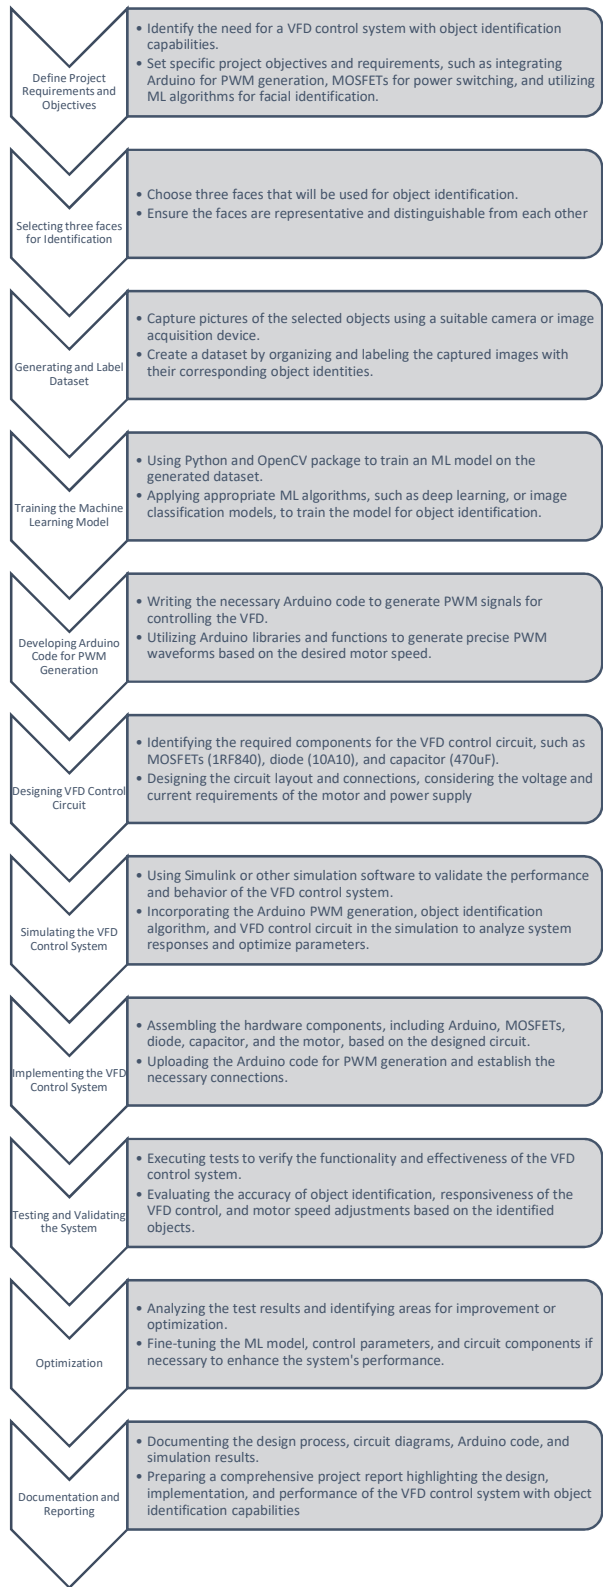 Define Project
Requirements and
Objectives
• Identify the need for a VFD control system with object identification
capabilities.
• Set specific project objectives and requirements, such as integrating
Arduino for PWM generation, MOSFETs for power switching, and utilizing
ML algorithms for facial identification.
Selecting three faces
for Identification
• Choose three faces that will be used for object identification.
• Ensure the faces are representative and distinguishable from each other
Generating and Label
Dataset
• Capture pictures of the selected objects using a suitable camera or image
acquisition device.
• Create a dataset by organizing and labeling the captured images with
their corresponding object identities.
Training the Machine
Learning Model
• Using Python and OpenCV package to train an ML model on the
generated dataset.
• Applying appropriate ML algorithms, such as deep learning, or image
classification models, to train the model for object identification.
Developing Arduino
Code for PWM
Generation
• Writing the necessary Arduino code to generate PWM signals for
controlling the VFD.
• Utilizing Arduino libraries and functions to generate precise PWM
waveforms based on the desired motor speed.
Designing VFD Control
Circuit
• Identifying the required components for the VFD control circuit, such as
MOSFETs (1RF840), diode (10A10), and capacitor (470uF).
• Designing the circuit layout and connections, considering the voltage and
current requirements of the motor and power supply
Simulating the VFD
Control System
• Using Simulink or other simulation software to validate the performance
and behavior of the VFD control system.
• Incorporating the Arduino PWM generation, object identification
algorithm, and VFD control circuit in the simulation to analyze system
responses and optimize parameters.
Implementing the VFD
Control System
• Assembling the hardware components, including Arduino, MOSFETs,
diode, capacitor, and the motor, based on the designed circuit.
• Uploading the Arduino code for PWM generation and establish the
necessary connections.
Testing and Validating
the System
• Executing tests to verify the functionality and effectiveness of the VFD
control system.
• Evaluating the accuracy of object identification, responsiveness of the
VFD control, and motor speed adjustments based on the identified
objects.
Optimization
• Analyzing the test results and identifying areas for improvement or
optimization.
• Fine-tuning the ML model, control parameters, and circuit components if
necessary to enhance the system's performance.
Documentation and
Reporting
• Documenting the design process, circuit diagrams, Arduino code, and
simulation results.
• Preparing a comprehensive project report highlighting the design,
implementation, and performance of the VFD control system with object
identification capabilities